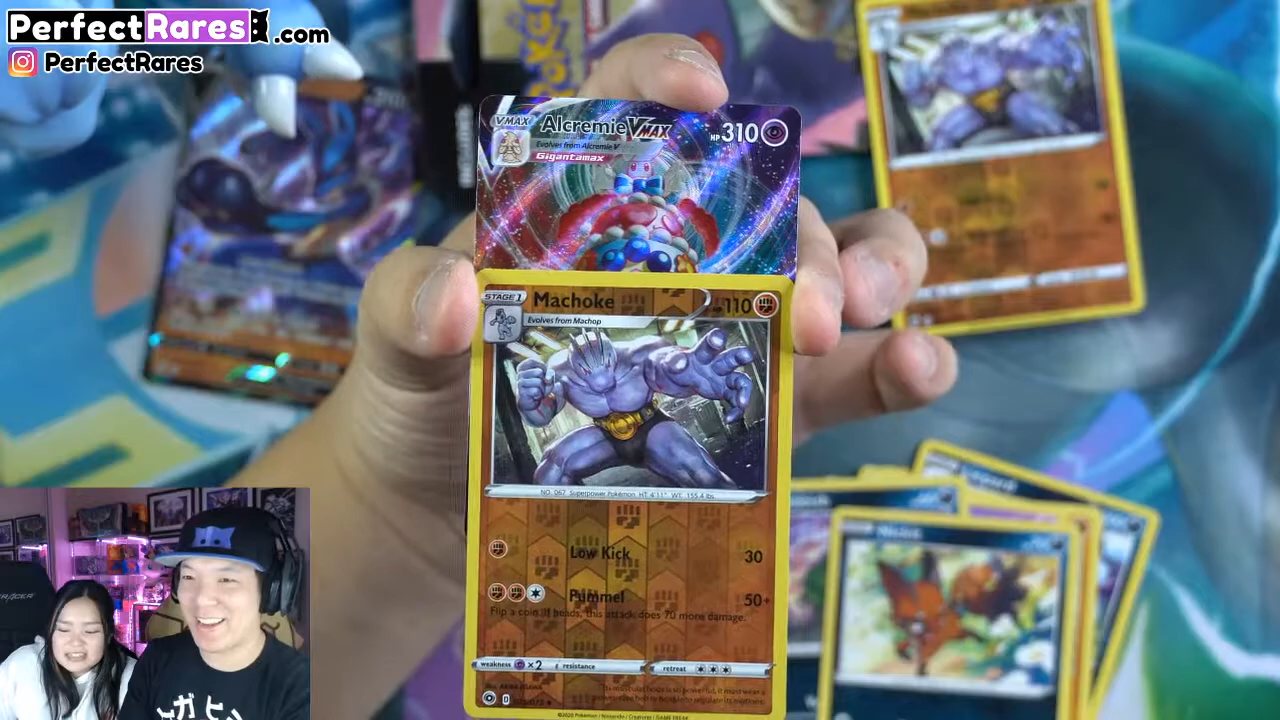 PerfectRares.com
PerfectRares
VMAX
Alcremie VMAX
HP 310
Evolves from Alcremie V
Gigantamax
STAGE 1
Machoke
110
Evolves from Machop
NO. 067 Superpower Pokémon HT: 4'11" WT: 155.4 lbs.
Low Kick
30
Pummel
50+
Flip a coin. If heads, this attack does 70 more damage.
weakness
×2
resistance
retreat
©2020 Pokémon / Nintendo / Creatures / GAME FREAK
Nickit